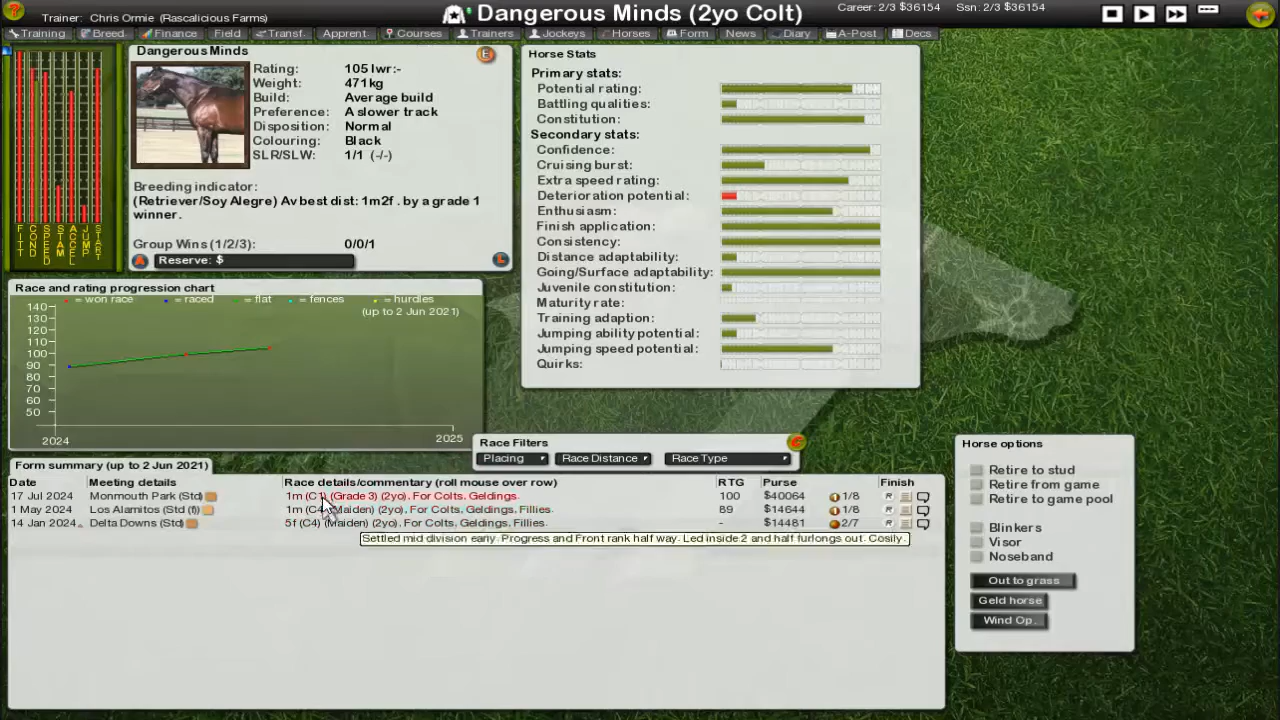 Trainer: Chris Ormie (Rascalicious Farms)
Dangerous Minds (2yo Colt)
Career: 2/3 $36154
Ssn: 2/3 $36154
Training
Breed
Finance
Field
Transf.
Apprent.
Courses
Trainers
Jockeys
Horses
Form
News
Diary
A-Post
Decs
FITT
COND
SPEED
STAM
ACCEL
JUMP
START
Dangerous Minds
Rating: 105 lwr:-
Weight: 471kg
Build: Average build
Preference: A slower track
Disposition: Normal
Colouring: Black
SLR/SLW: 1/1 (-/-)
Breeding indicator:
(Retriever/Soy Alegre) Av best dist: 1m2f . by a grade 1
winner.
Group Wins (1/2/3): 0/0/1
Reserve: $
Horse Stats
Primary stats:
Potential rating:
Battling qualities:
Constitution:
Secondary stats:
Confidence:
Cruising burst:
Extra speed rating:
Deterioration potential:
Enthusiasm:
Finish application:
Consistency:
Distance adaptability:
Going/Surface adaptability:
Juvenile constitution:
Maturity rate:
Training adaption:
Jumping ability potential:
Jumping speed potential:
Quirks:
Race and rating progression chart
= won race
= raced
= flat
= fences
= hurdles
(up to 2 Jun 2021)
140
130
120
110
100
90
80
70
60
50
2024
2025
Race Filters
Placing
Race Distance
Race Type
Form summary (up to 2 Jun 2021)
Date Meeting details Race details/commentary (roll mouse over row) RTG Purse Finish
17 Jul 2024 Monmouth Park (Std) 1m (C1) (Grade 3) (2yo). For Colts, Geldings. 100 $40064 1/8 R
1 May 2024 Los Alamitos (Std (f) 1m (C4) (Maiden) (2yo). For Colts, Geldings, Fillies. 89 $14644 1/8 R
14 Jan 2024 Delta Downs (Std) 5f (C4) (Maiden) (2yo). For Colts, Geldings, Fillies. - $14481 2/7 R
Settled mid division early. Progress and Front rank half way. Led inside 2 and half furlongs out. Cosily.
Horse options
Retire to stud
Retire from game
Retire to game pool
Blinkers
Visor
Noseband
Out to grass
Geld horse
Wind Op.